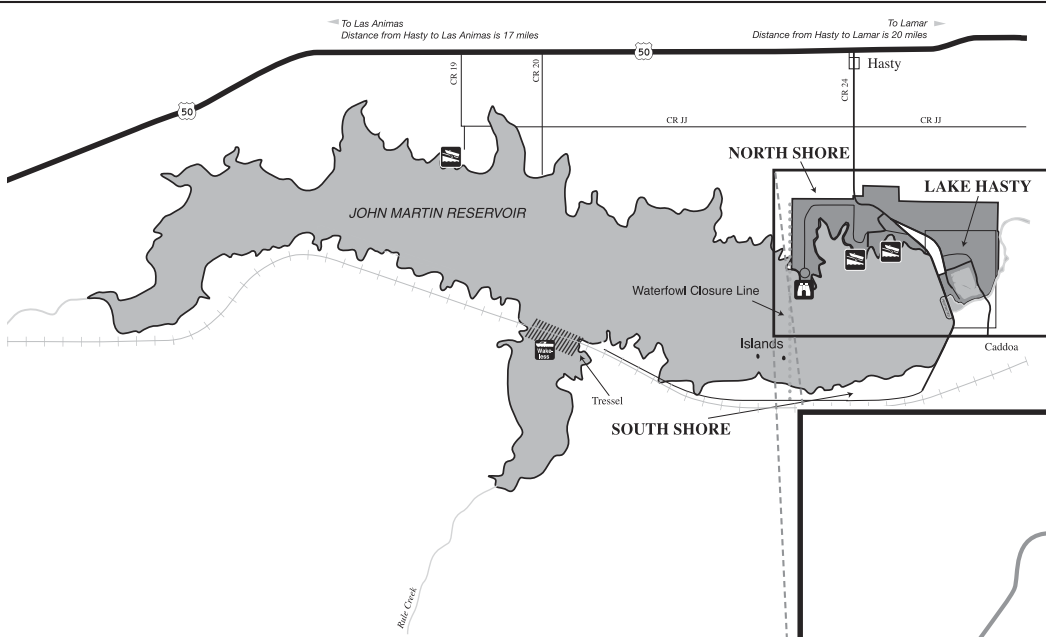 To Las Animas
Distance from Hasty to Las Animas is 17 miles
To Lamar
Distance from Hasty to Lamar is 20 miles
50
Hasty
CR 19
CR 20
CR 24
50
CR JJ
CR JJ
NORTH SHORE
LAKE HASTY
JOHN MARTIN RESERVOIR
Waterfowl Closure Line
Islands
Wake-
less
Caddoa
Tressel
SOUTH SHORE
Rule Creek